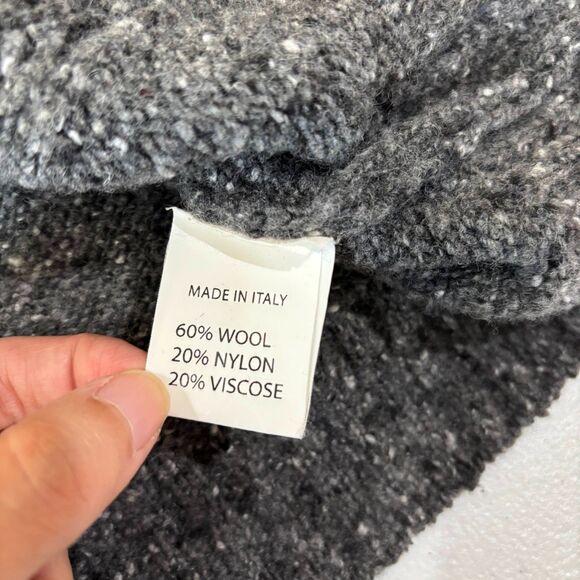 MADE IN ITALY
60% WOOL
20% NYLON
20% VISCOSE